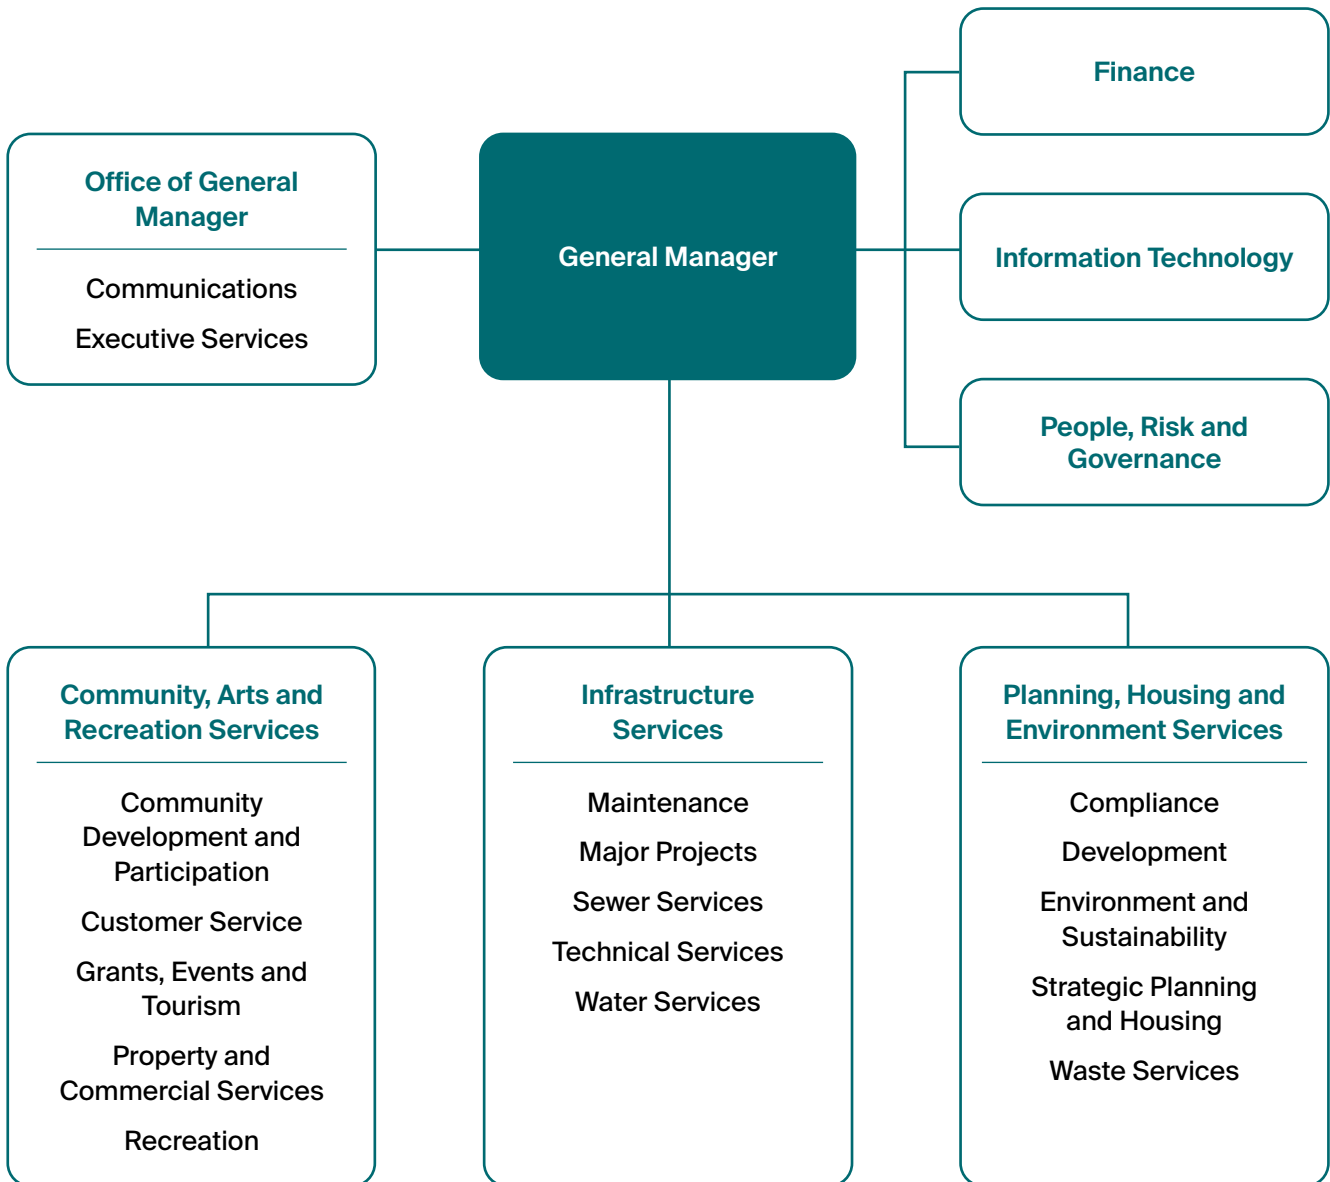 Finance
Office of General
Manager
Communications
Executive Services
General Manager
Information Technology
People, Risk and
Governance
Community, Arts and
Recreation Services
Community
Development and
Participation
Customer Service
Grants, Events and
Tourism
Property and
Commercial Services
Recreation
Infrastructure
Services
Maintenance
Major Projects
Sewer Services
Technical Services
Water Services
Planning, Housing and
Environment Services
Compliance
Development
Environment and
Sustainability
Strategic Planning
and Housing
Waste Services